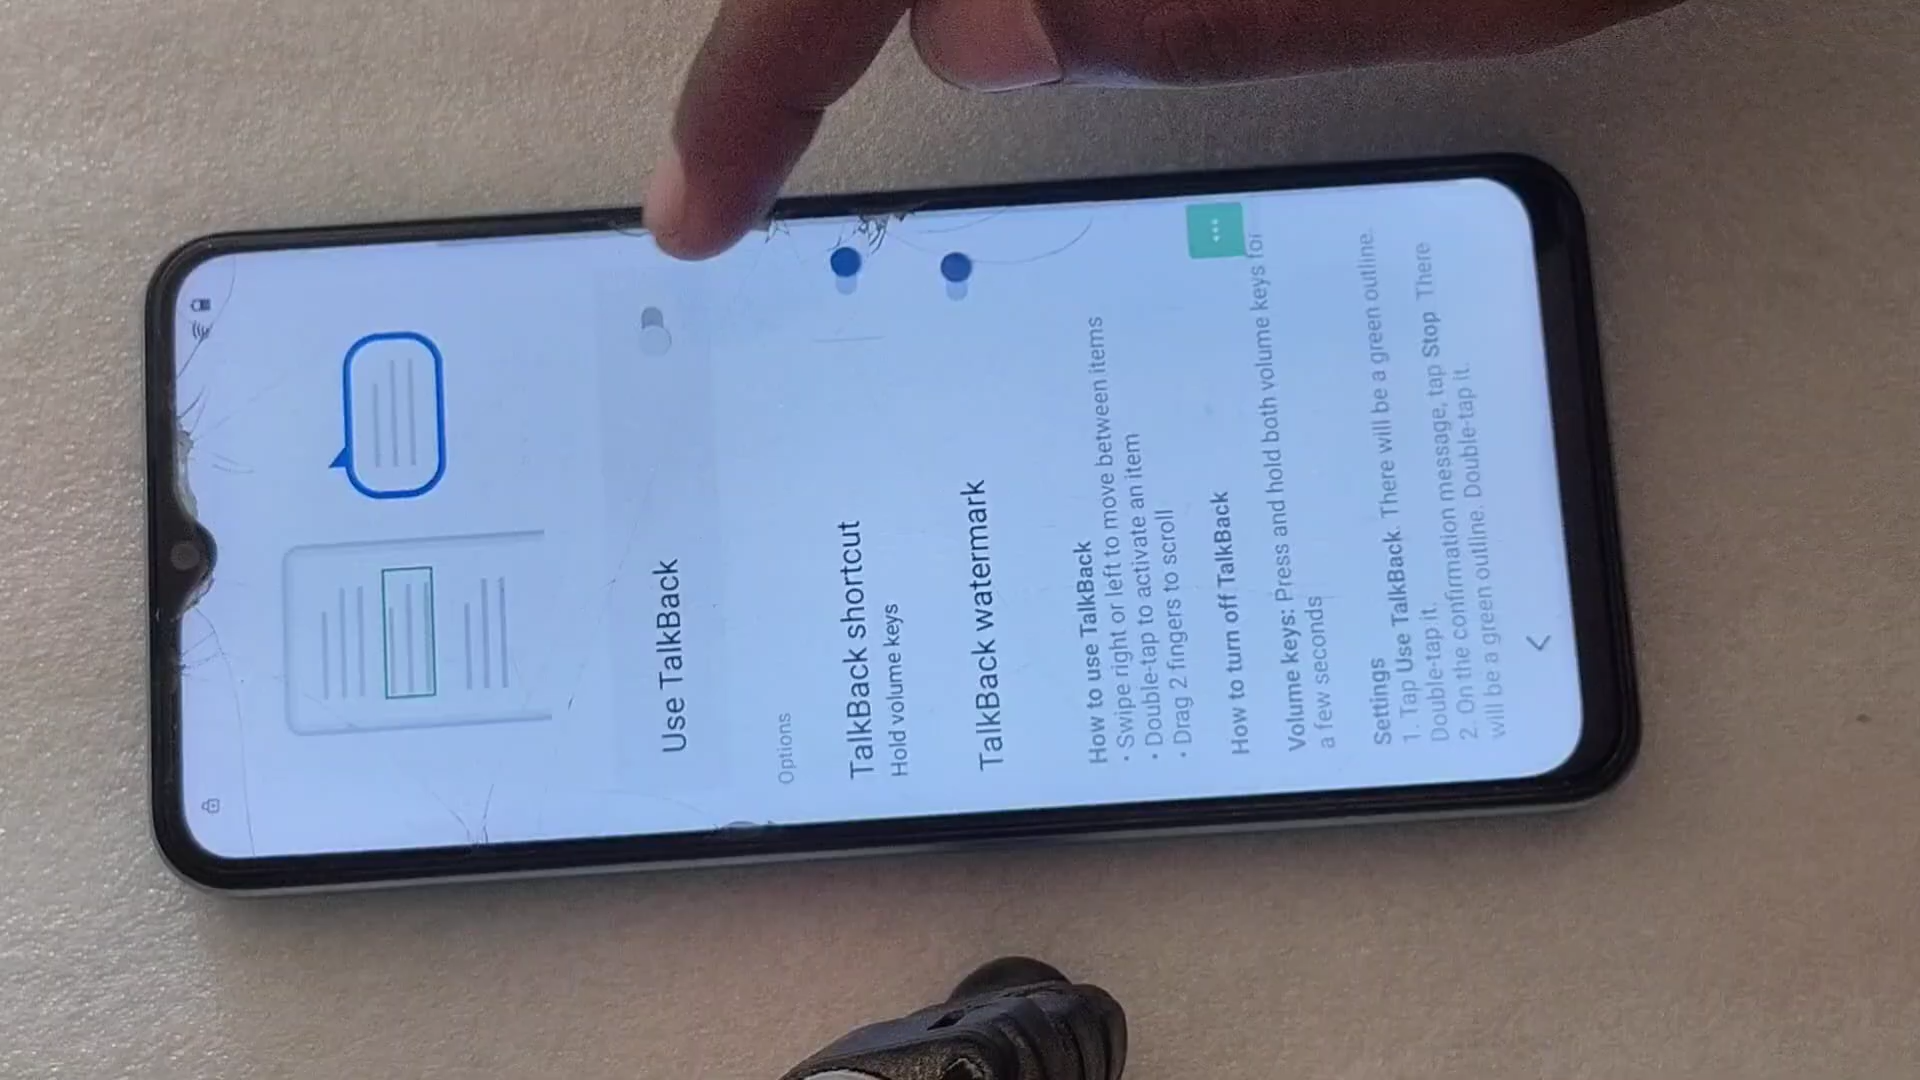 Use TalkBack
Options
TalkBack shortcut
Hold volume keys
TalkBack watermark
How to use TalkBack
• Swipe right or left to move between items
• Double-tap to activate an item
• Drag 2 fingers to scroll
How to turn off TalkBack
Volume keys: Press and hold both volume keys for
a few seconds
Settings
1. Tap Use TalkBack. There will be a green outline.
Double-tap it.
2. On the confirmation message, tap Stop There
will be a green outline. Double-tap it.